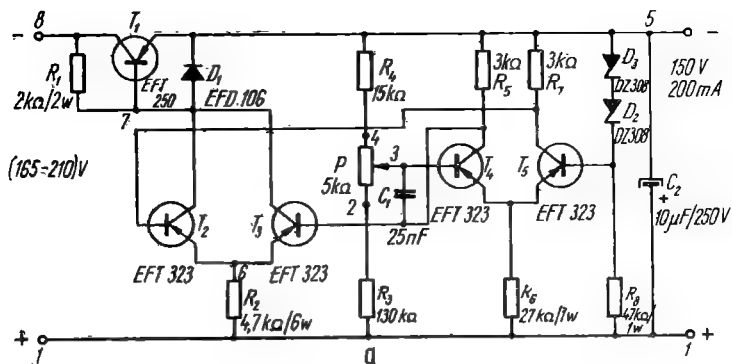 8
T₁
5
−
−
R₁
2kΩ/2w
EFT
250
7
D₁
EFD.106
R₄
15kΩ
3kΩ
R₅
3kΩ
R₇
D₃
DZ308
D₂
DZ308
150V
200mA
(165=210)V
4
P
5kΩ
3
2
C₁
25nF
T₄
T₅
EFT 323
EFT 323
C₂
+
10µF/250V
T₂
T₃
EFT 323
EFT 323
6
R₂
4,7kΩ/6w
R₃
130kΩ
R₆
27kΩ/1w
R₈
47kΩ/
1w
+
1
+
1
a